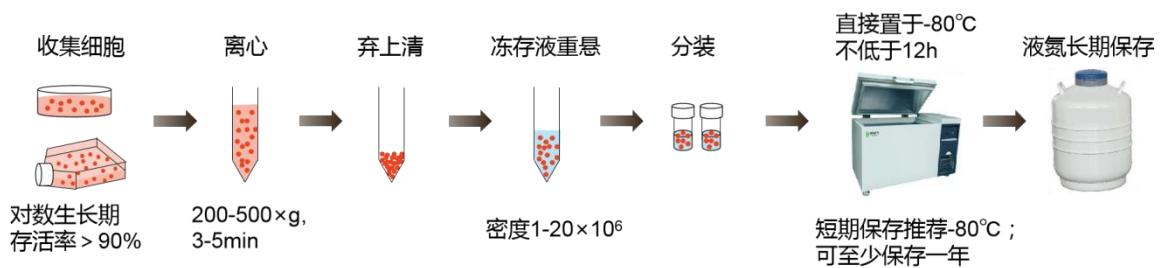 收集细胞
离心
弃上清
冻存液重悬
分装
直接置于-80℃
不低于12h
液氮长期保存
对数生长期
存活率＞90%
200-500×g,
3-5min
密度1-20×10⁶
短期保存推荐-80℃；
可至少保存一年